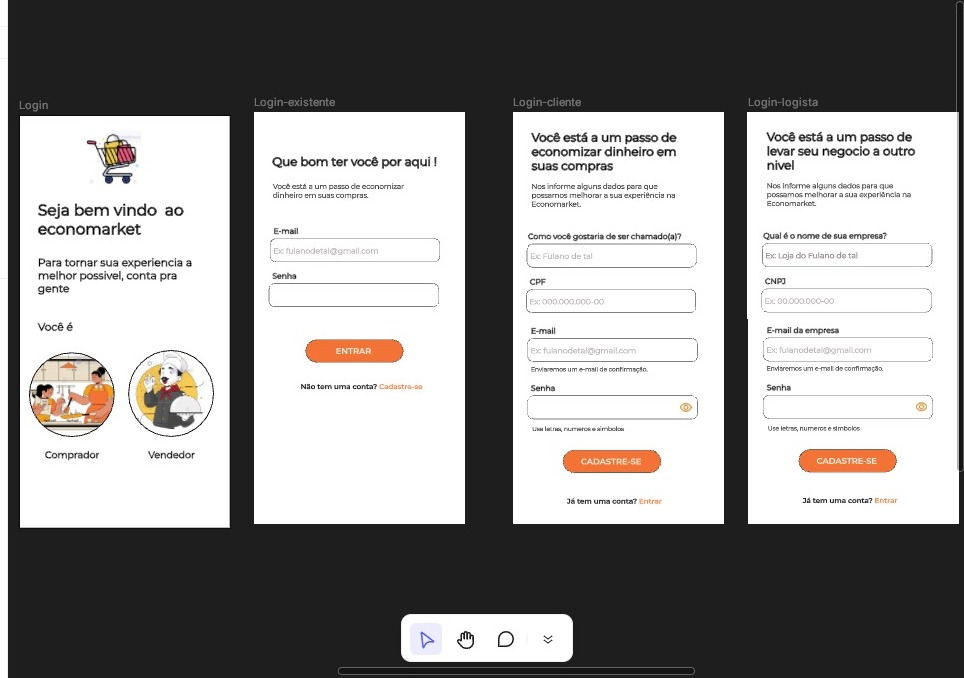 Login
Seja bem vindo ao
economarket
Para tornar sua experiencia a
melhor possivel, conta pra
gente
Você é
Comprador
Vendedor
Login-existente
Que bom ter você por aqui !
Você está a um passo de economizar
dinheiro em suas compras.
E-mail
Ex: fulanodetal@gmail.com
Senha
ENTRAR
Não tem uma conta? Cadastre-se
Login-cliente
Você está a um passo de
economizar dinheiro em
suas compras
Nos informe alguns dados para que
possamos melhorar a sua experiência na
Economarket.
Como você gostaria de ser chamado(a)?
Ex: Fulano de tal
CPF
Ex: 000.000.000-00
E-mail
Ex: fulanodetal@gmail.com
Enviaremos um e-mail de confirmação.
Senha
Use letras, numeros e simbolos
CADASTRE-SE
Já tem uma conta? Entrar
Login-logista
Você está a um passo de
levar seu negocio a outro
nivel
Nos informe alguns dados para que
possamos melhorar a sua experiência na
Economarket.
Qual é o nome de sua empresa?
Ex: Loja do Fulano de tal
CNPJ
Ex: 00.000.000-00
E-mail da empresa
Ex: fulanodetal@gmail.com
Enviaremos um e-mail de confirmação.
Senha
Use letras, numeros e simbolos
CADASTRE-SE
Já tem uma conta? Entrar